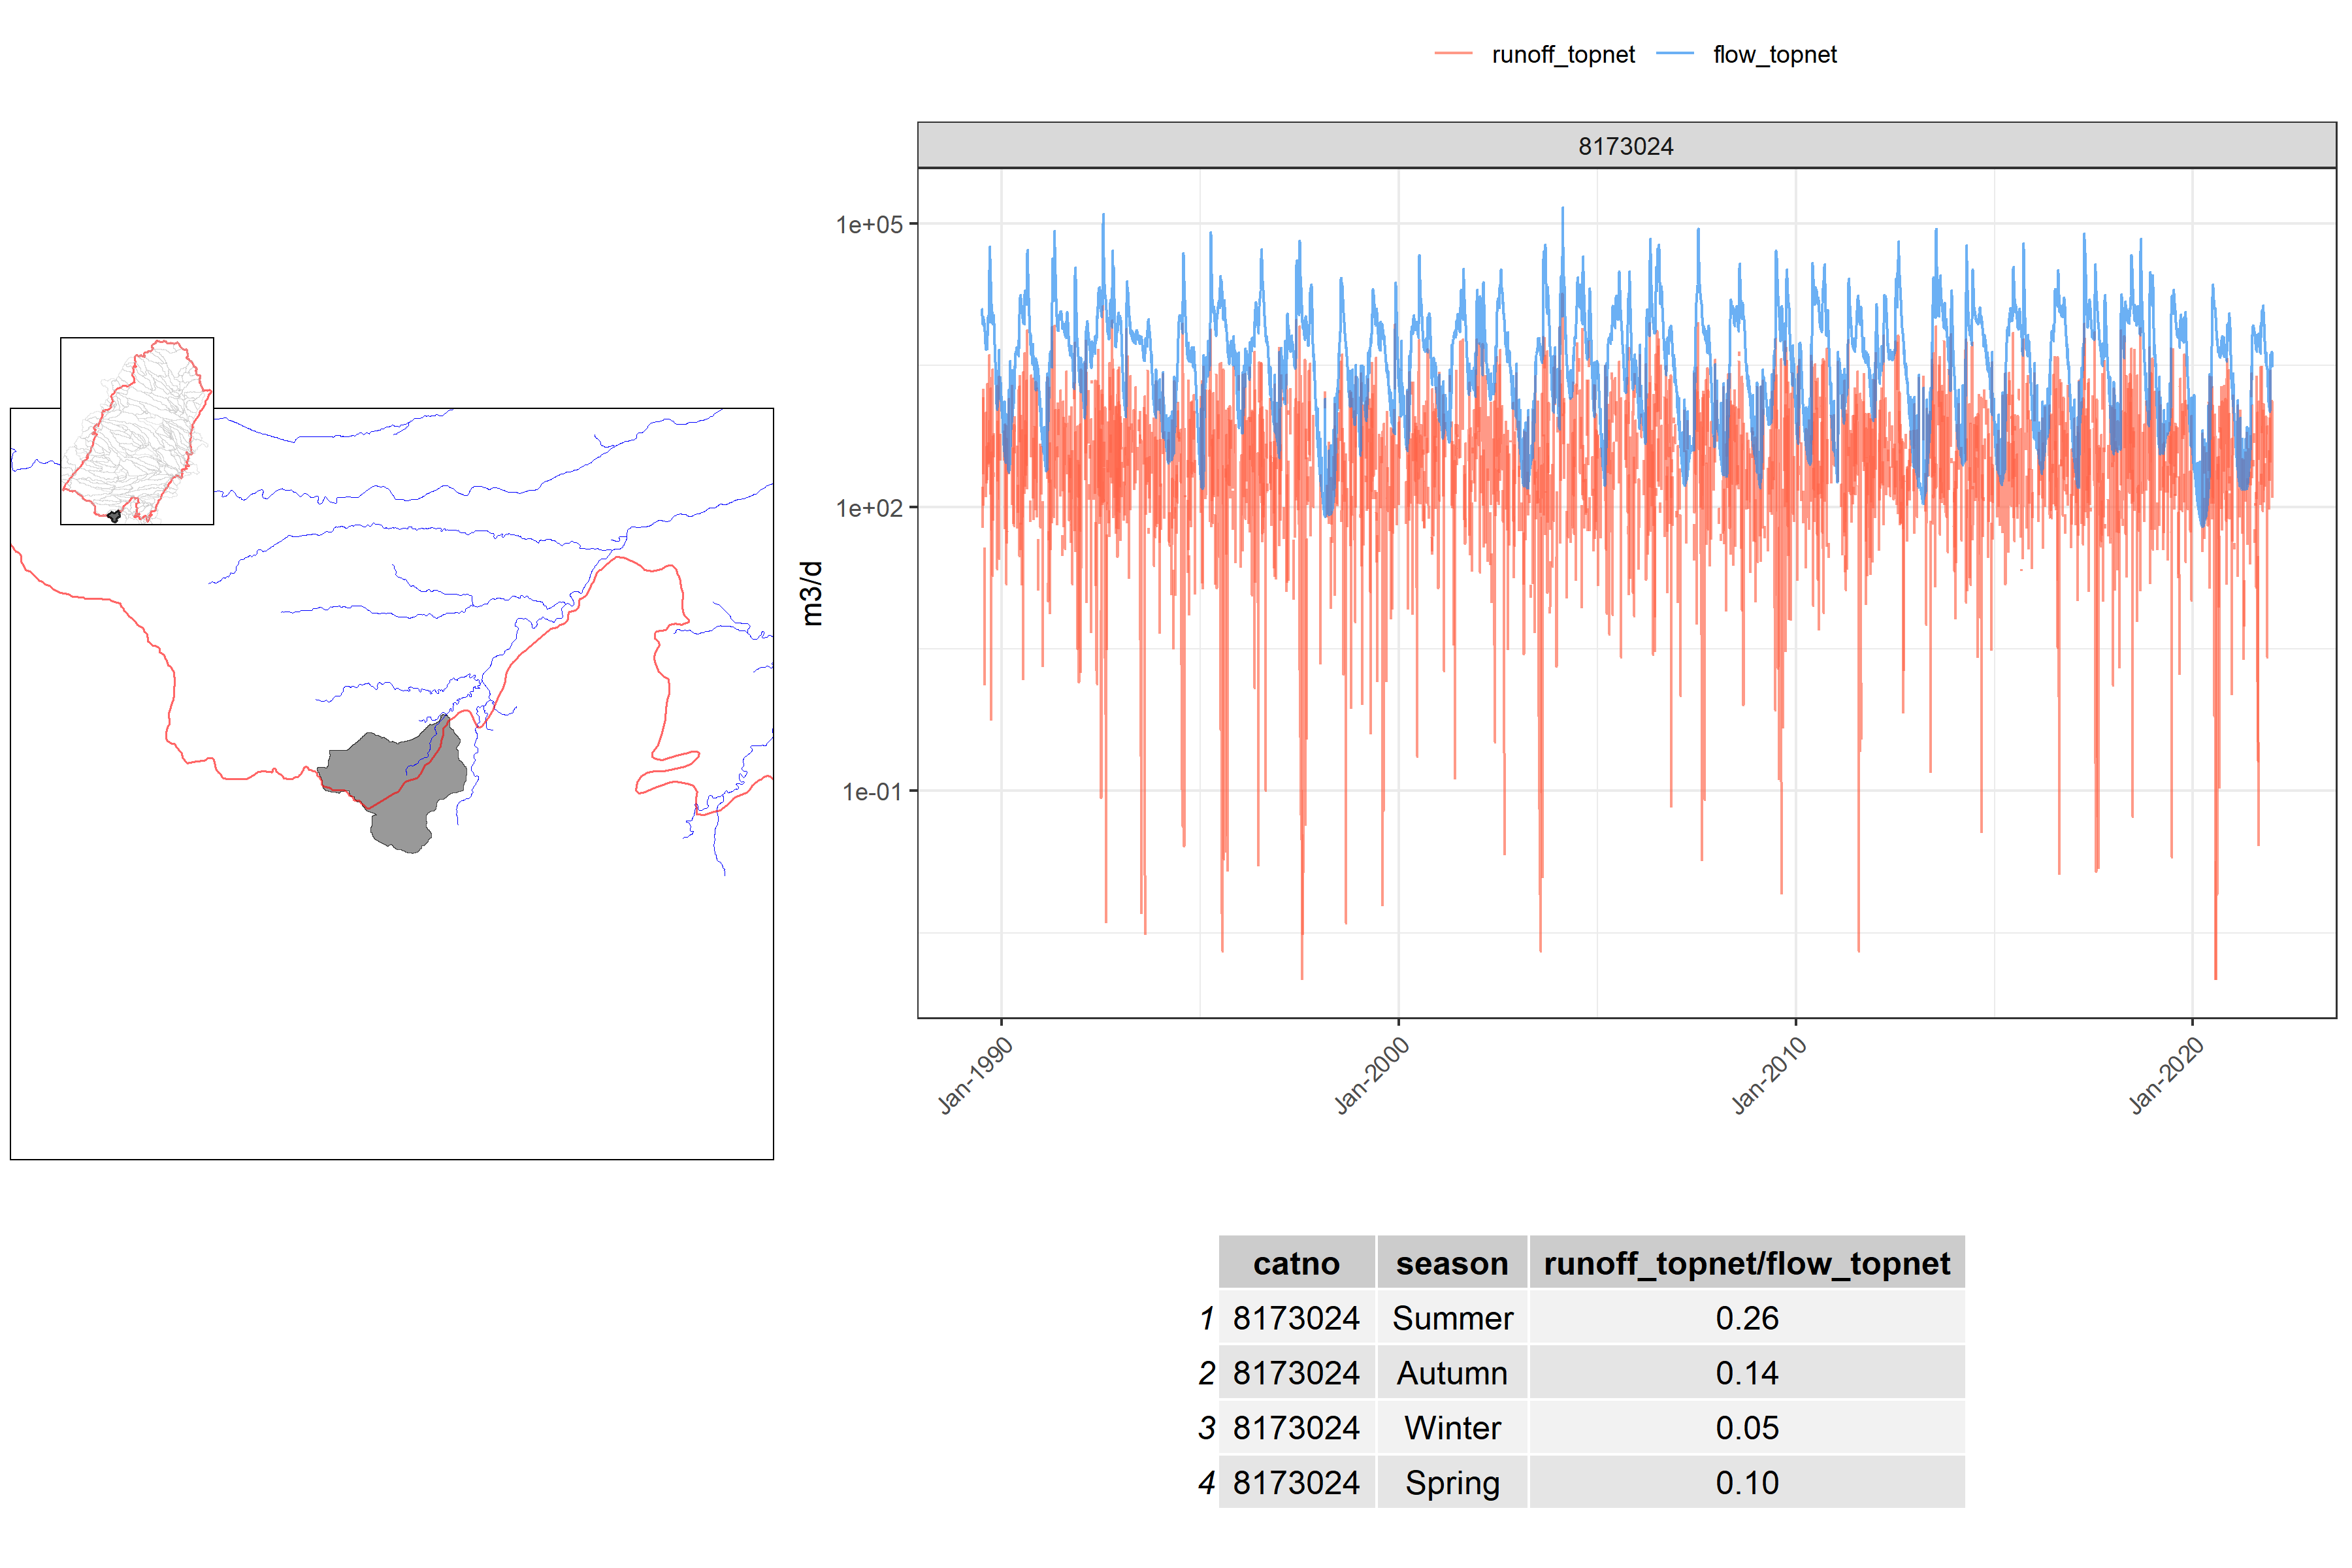 runoff_topnet flow_topnet
8173024
1e+05
1e+02
1e-01
m3/d
Jan-1990 Jan-2000 Jan-2010 Jan-2020
catno season runoff_topnet/flow_topnet
1 8173024 Summer 0.26
2 8173024 Autumn 0.14
3 8173024 Winter 0.05
4 8173024 Spring 0.10